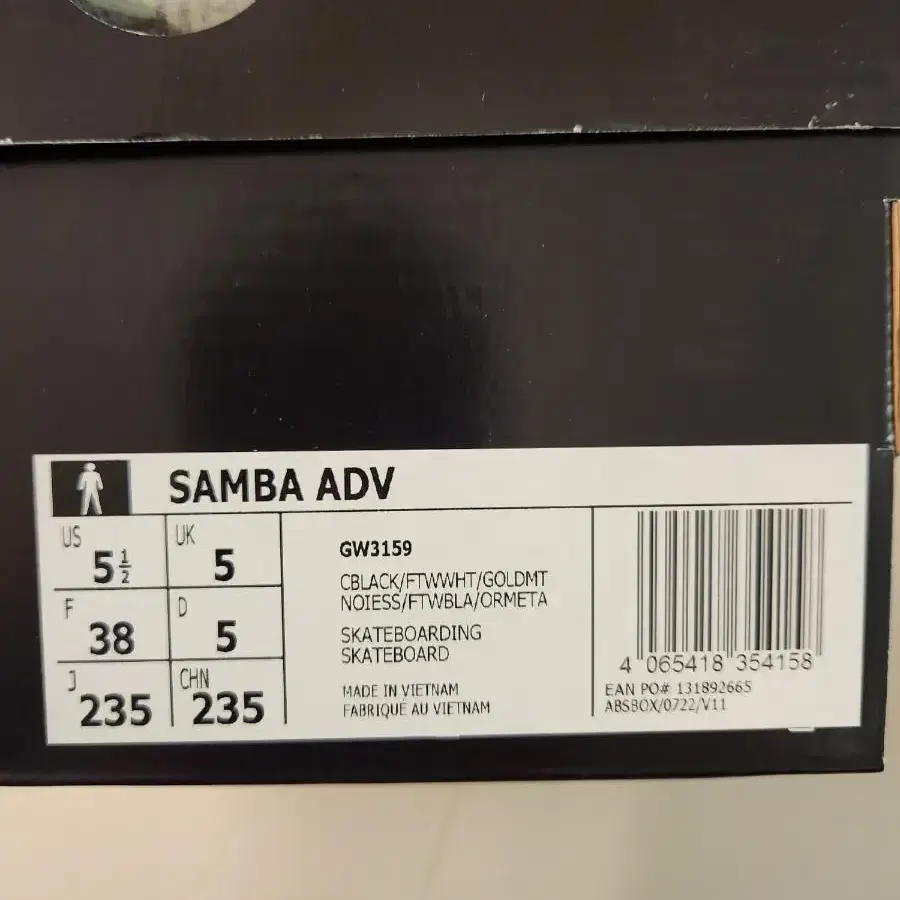 SAMBA ADV
US 5 1/2
UK 5
F 38
D 5
J 235
CHN 235
GW3159
CBLACK/FTWWHT/GOLDMT
NOIESS/FTWBLA/ORMETA
SKATEBOARDING
SKATEBOARD
MADE IN VIETNAM
FABRIQUE AU VIETNAM
4 065418 354158
EAN PO# 131892665
ABSBOX/0722/V11